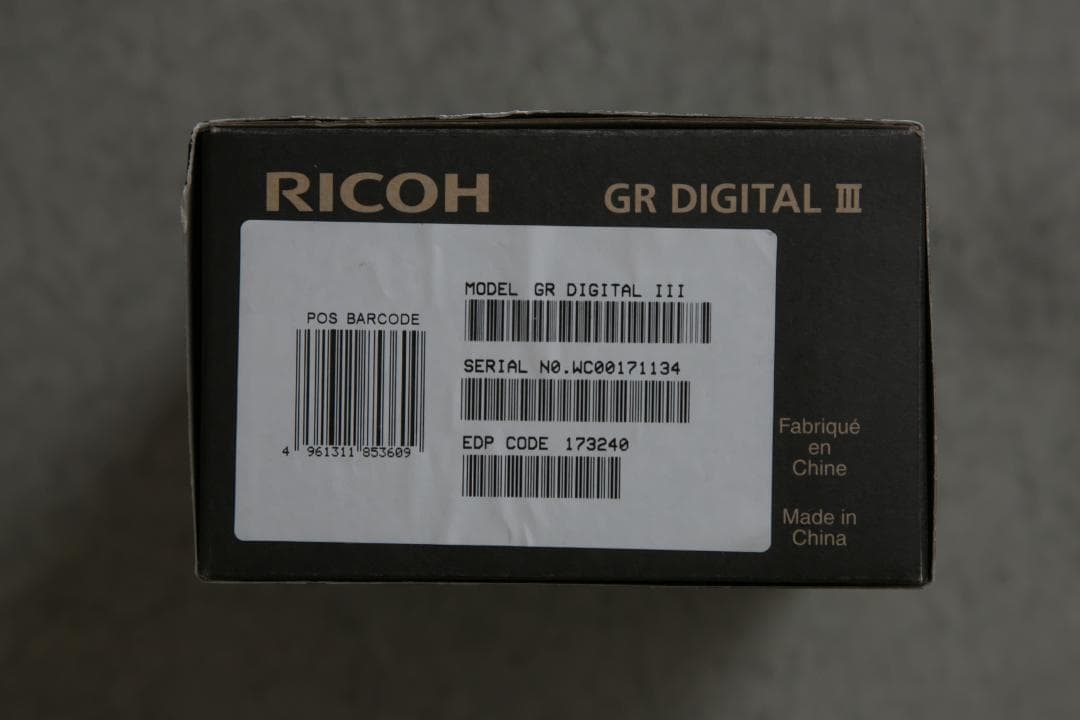 RICOH
GR DIGITAL III
MODEL GR DIGITAL III
POS BARCODE
SERIAL NO.WC00171134
EDP CODE 173240
4 961311 853609
Fabriqué
en
Chine
Made in
China